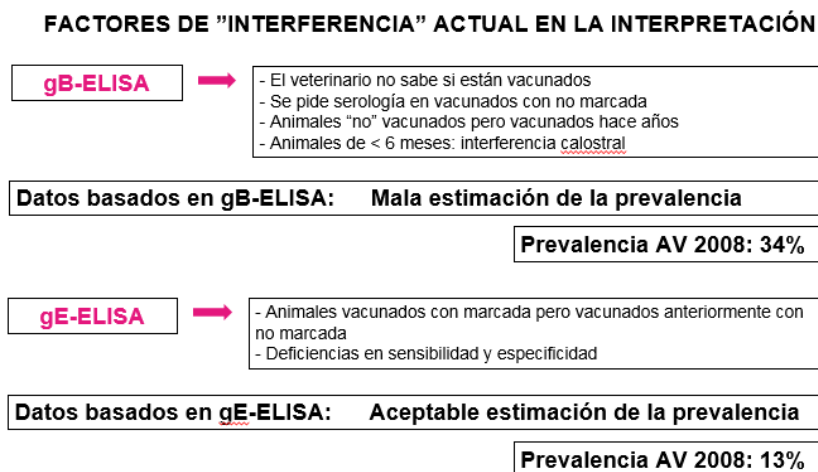 FACTORES DE ”INTERFERENCIA” ACTUAL EN LA INTERPRETACIÓN
gB-ELISA
- El veterinario no sabe si están vacunados
- Se pide serología en vacunados con no marcada
- Animales “no” vacunados pero vacunados hace años
- Animales de < 6 meses: interferencia calostral
Datos basados en gB-ELISA: Mala estimación de la prevalencia
Prevalencia AV 2008: 34%
gE-ELISA
- Animales vacunados con marcada pero vacunados anteriormente con
no marcada
- Deficiencias en sensibilidad y especificidad
Datos basados en gE-ELISA: Aceptable estimación de la prevalencia
Prevalencia AV 2008: 13%